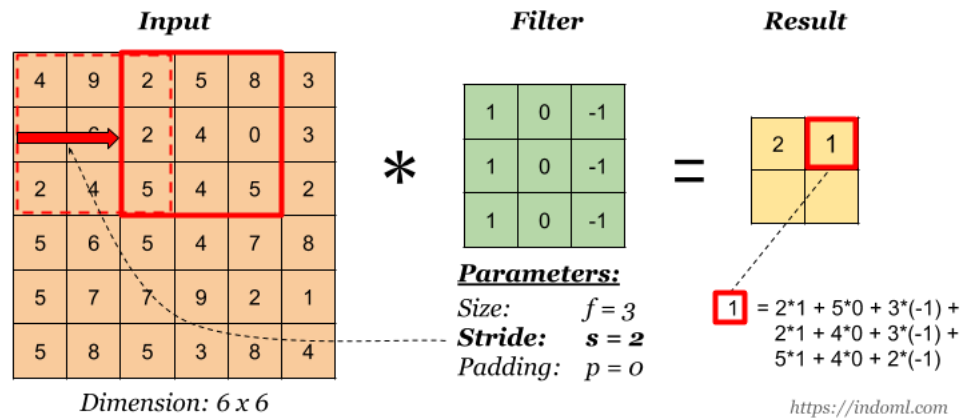 Input Filter Result
4 9 2 5 8 3
2 4 0 3
2 4 5 4 5 2
5 6 5 4 7 8
5 7 7 9 2 1
5 8 5 3 8 4
Dimension: 6 x 6
*
1 0 -1
1 0 -1
1 0 -1
Parameters:
Size: f = 3
Stride: s = 2
Padding: p = 0
=
2 1
1 = 2*1 + 5*0 + 3*(-1) +
2*1 + 4*0 + 3*(-1) +
5*1 + 4*0 + 2*(-1)
https://indoml.com